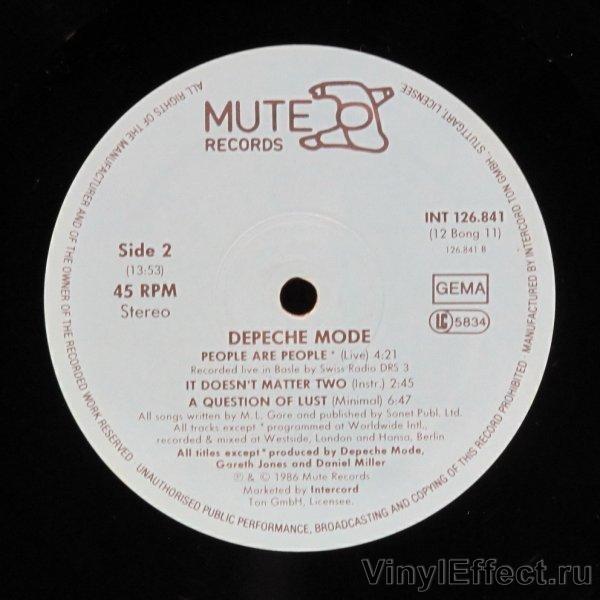 MUTE
RECORDS
INT 126.841
(12 Bong 11)
126.841 B
Side 2
(13:53)
45 RPM
Stereo
GEMA
LC 5834
DEPECHE MODE
PEOPLE ARE PEOPLE * (Live) 4:21
Recorded live in Basle by Swiss Radio DRS 3
IT DOESN'T MATTER TWO (Instr.) 2:45
A QUESTION OF LUST (Minimal) 6:47
All songs written by M.L. Gore and published by Sonet Publ. Ltd.
All tracks except * programmed at Worldwide Intl.,
recorded & mixed at Westside, London and Hansa, Berlin
All titles except * produced by Depeche Mode,
Gareth Jones and Daniel Miller
℗ & © 1986 Mute Records
Marketed by Intercord
Ton GmbH, Licensee.
ALL RIGHTS OF THE MANUFACTURER AND OF THE OWNER OF THE RECORDED WORK RESERVED · UNAUTHORISED PUBLIC PERFORMANCE, BROADCASTING AND COPYING OF THIS RECORD PROHIBITED · MANUFACTURED BY INTERCORD TON GMBH., STUTTGART, LICENSEE.
VinylEffect.ru